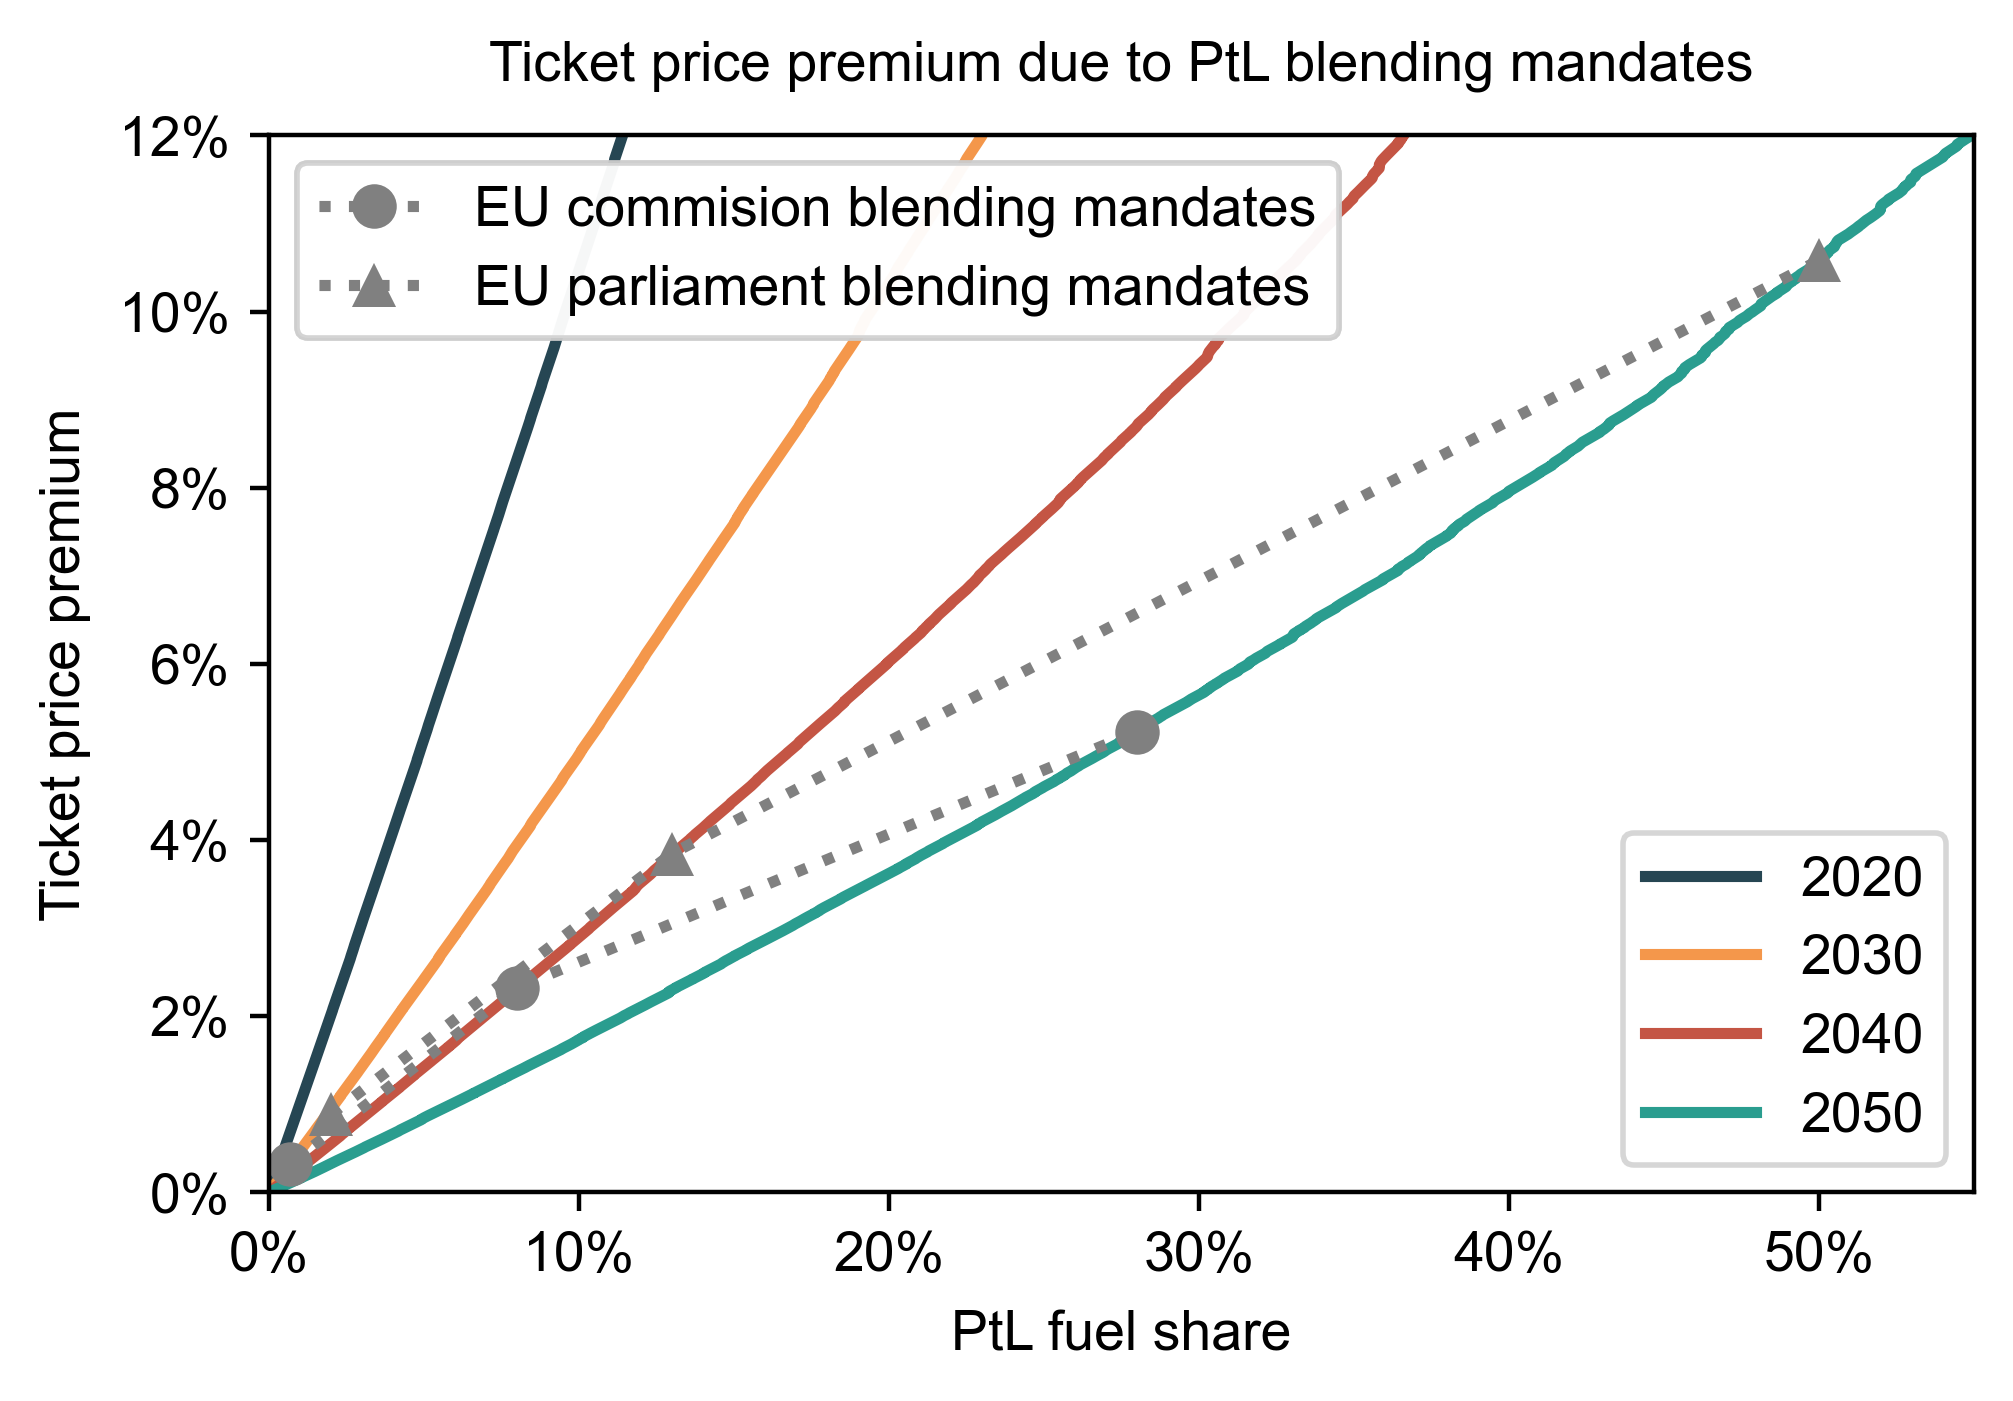 Ticket price premium due to PtL blending mandates
12%
10%
8%
6%
4%
2%
0%
Ticket price premium
EU commision blending mandates
EU parliament blending mandates
2020
2030
2040
2050
0% 10% 20% 30% 40% 50%
PtL fuel share